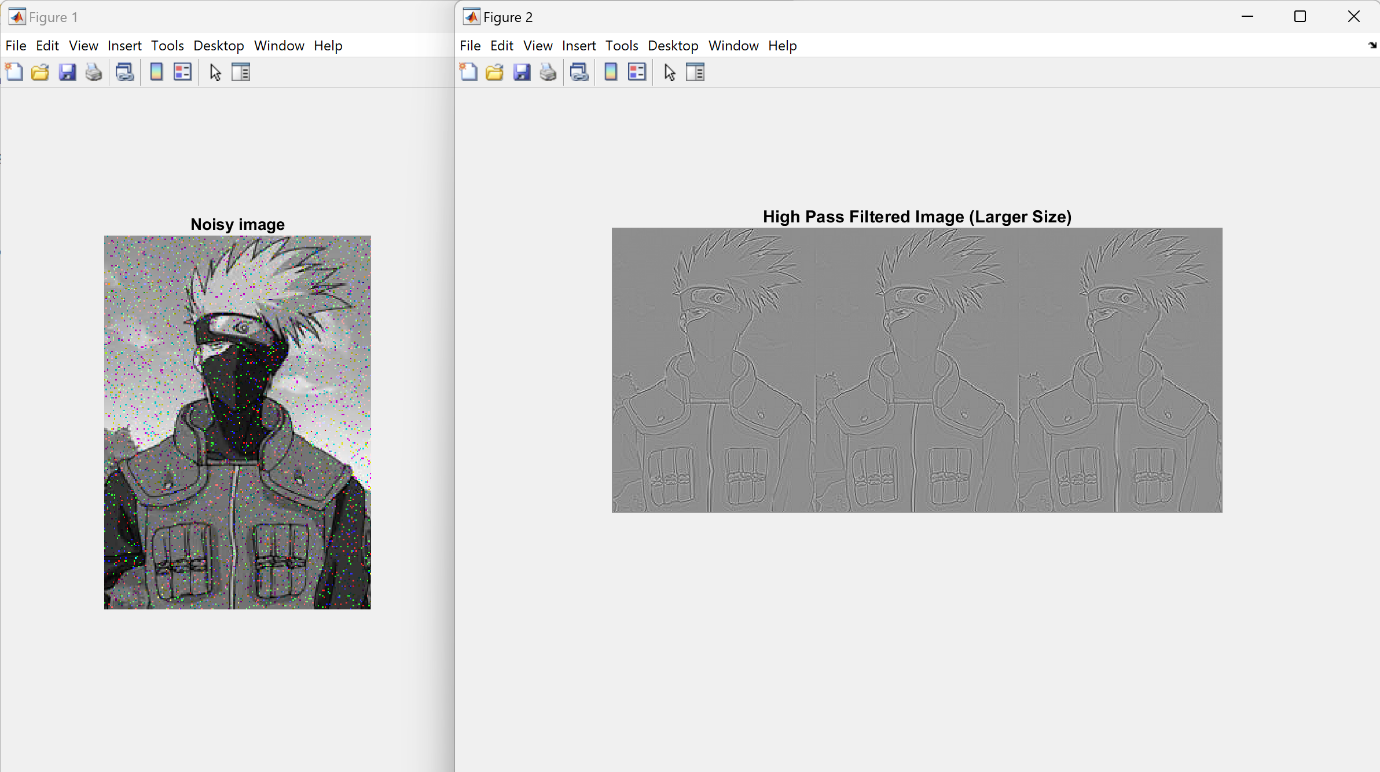 Figure 1
File Edit View Insert Tools Desktop Window Help
Noisy image
Figure 2
File Edit View Insert Tools Desktop Window Help
High Pass Filtered Image (Larger Size)